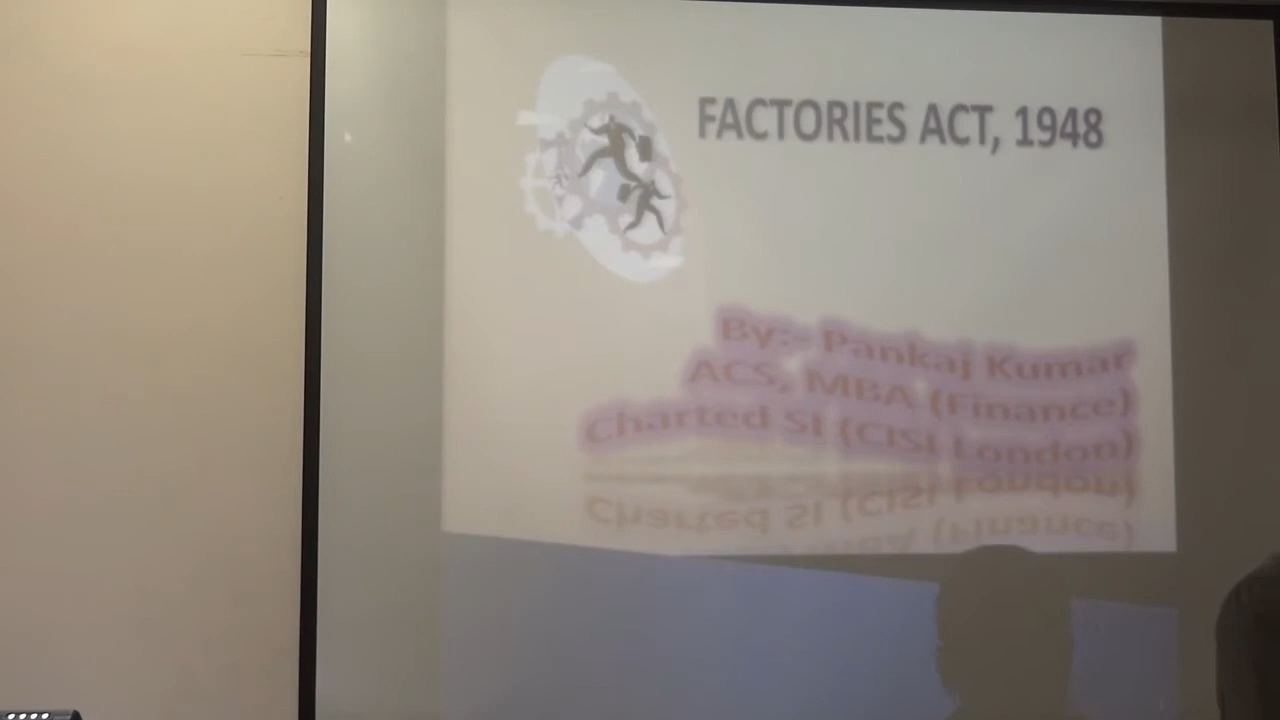 FACTORIES ACT, 1948
By:- Pankaj Kumar
ACS, MBA (Finance)
Charted SI (CISI London)